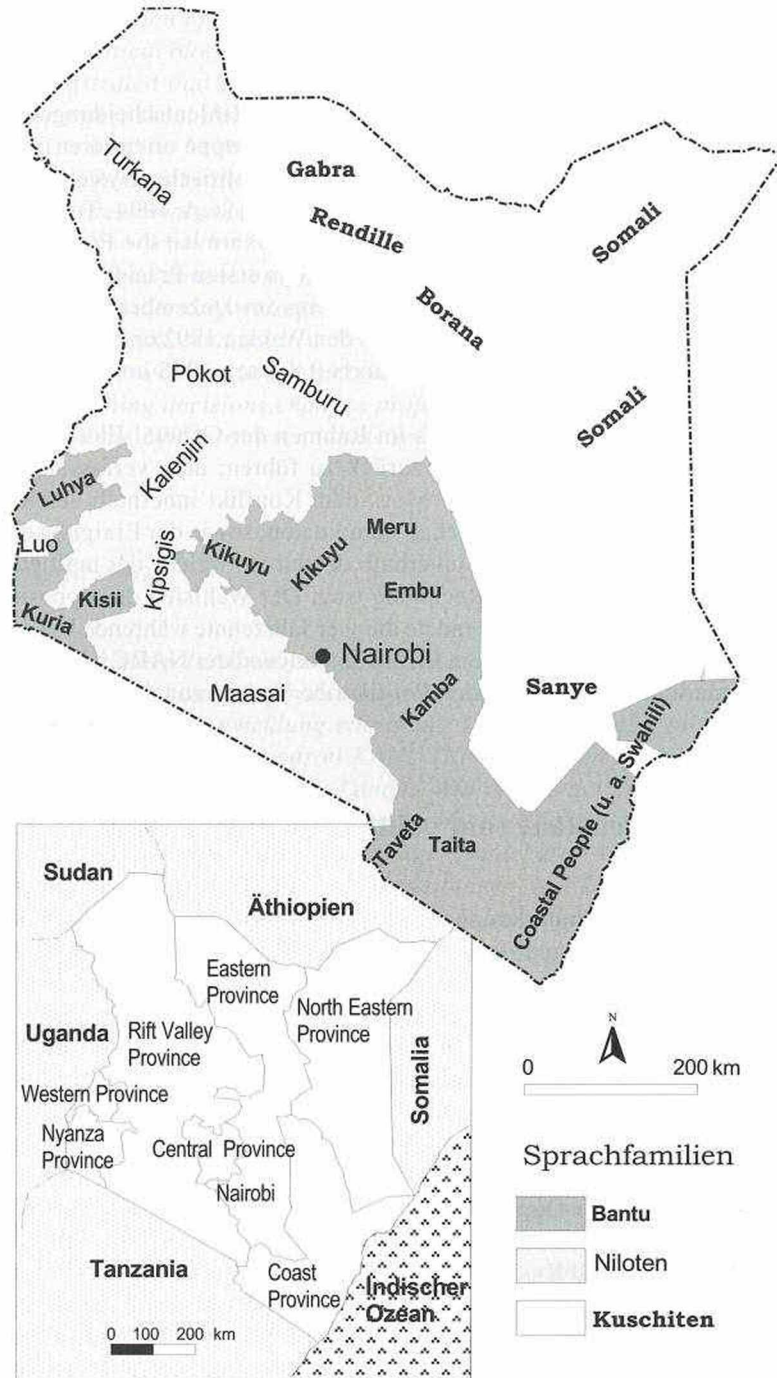 Turkana
Gabra
Rendille
Borana
Somali
Somali
Pokot
Samburu
Kalenjin
Luhya
Luo
Kipsigis
Kikuyu
Kikuyu
Meru
Embu
Kisii
Kuria
Nairobi
Maasai
Kamba
Sanye
Coastal People (u. a. Swahili)
Taveta
Taita
Sudan
Äthiopien
Eastern
Province
North Eastern
Province
Uganda
Rift Valley
Province
Somalia
Western Province
Nyanza
Province
Central Province
Nairobi
Tanzania
Coast
Province
Indischer
Ozean
0 100 200 km
N
0 200 km
Sprachfamilien
Bantu
Niloten
Kuschiten